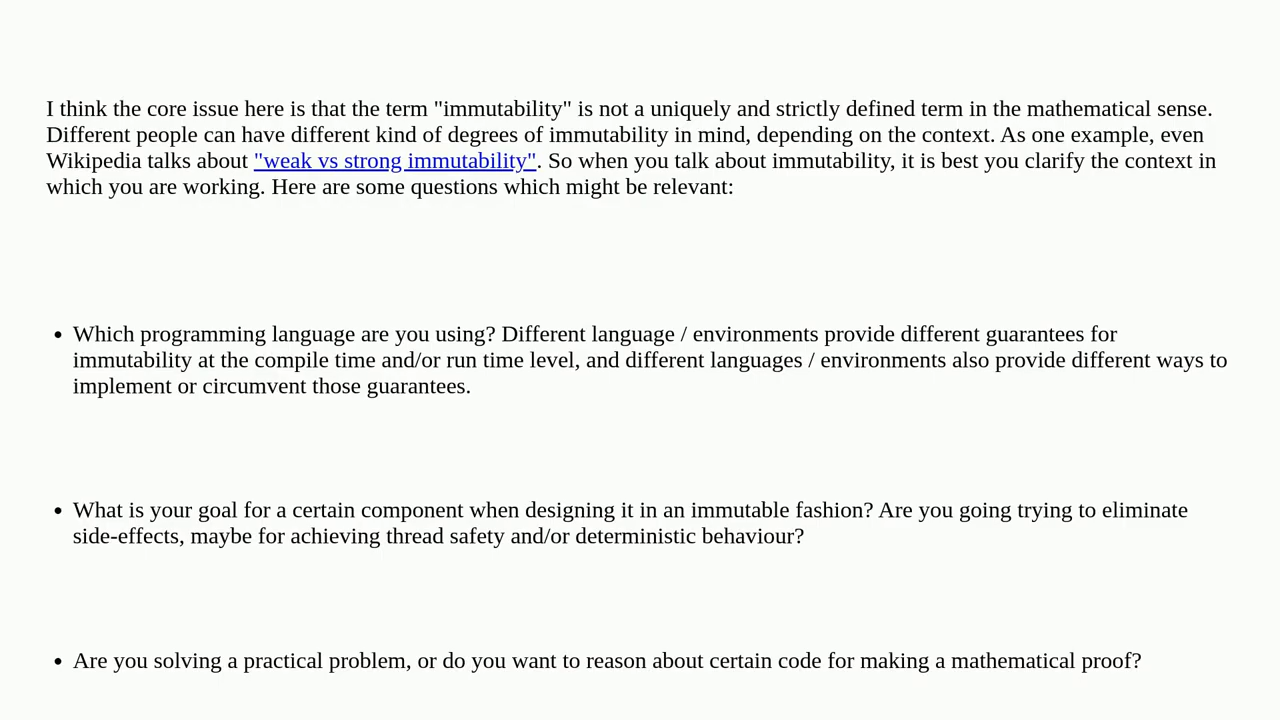 I think the core issue here is that the term "immutability" is not a uniquely and strictly defined term in the mathematical sense.
Different people can have different kind of degrees of immutability in mind, depending on the context. As one example, even
Wikipedia talks about "weak vs strong immutability". So when you talk about immutability, it is best you clarify the context in
which you are working. Here are some questions which might be relevant:
• Which programming language are you using? Different language / environments provide different guarantees for
immutability at the compile time and/or run time level, and different languages / environments also provide different ways to
implement or circumvent those guarantees.
• What is your goal for a certain component when designing it in an immutable fashion? Are you going trying to eliminate
side-effects, maybe for achieving thread safety and/or deterministic behaviour?
• Are you solving a practical problem, or do you want to reason about certain code for making a mathematical proof?